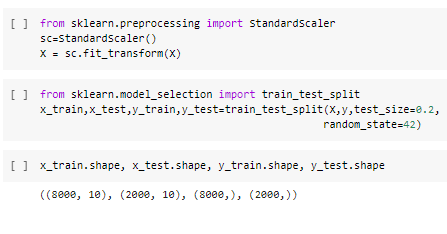 [ ] from sklearn.preprocessing import StandardScaler
sc=StandardScaler()
X = sc.fit_transform(X)
[ ] from sklearn.model_selection import train_test_split
x_train,x_test,y_train,y_test=train_test_split(X,y,test_size=0.2,
random_state=42)
[ ] x_train.shape, x_test.shape, y_train.shape, y_test.shape
((8000, 10), (2000, 10), (8000,), (2000,))